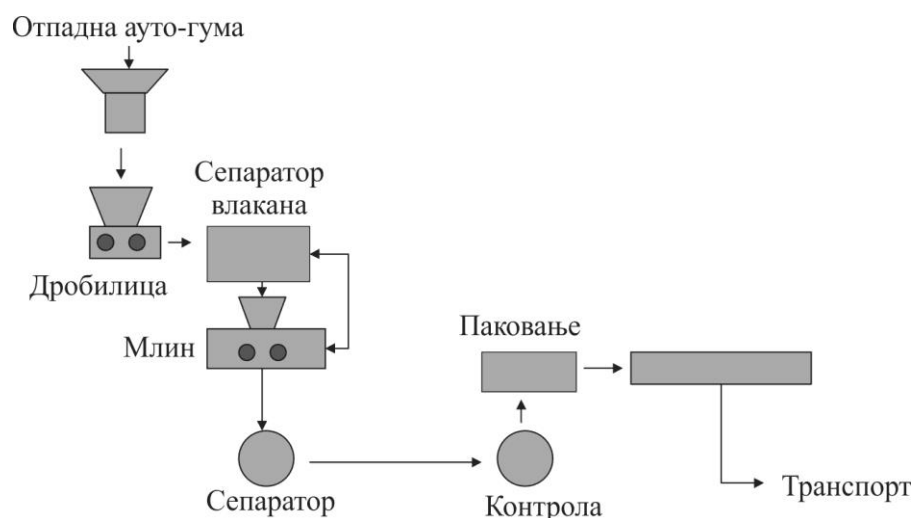 Отпадна ауто-гума
Сепаратор
влакана
Дробилица
Млин
Паковање
Сепаратор
Контрола
Транспорт